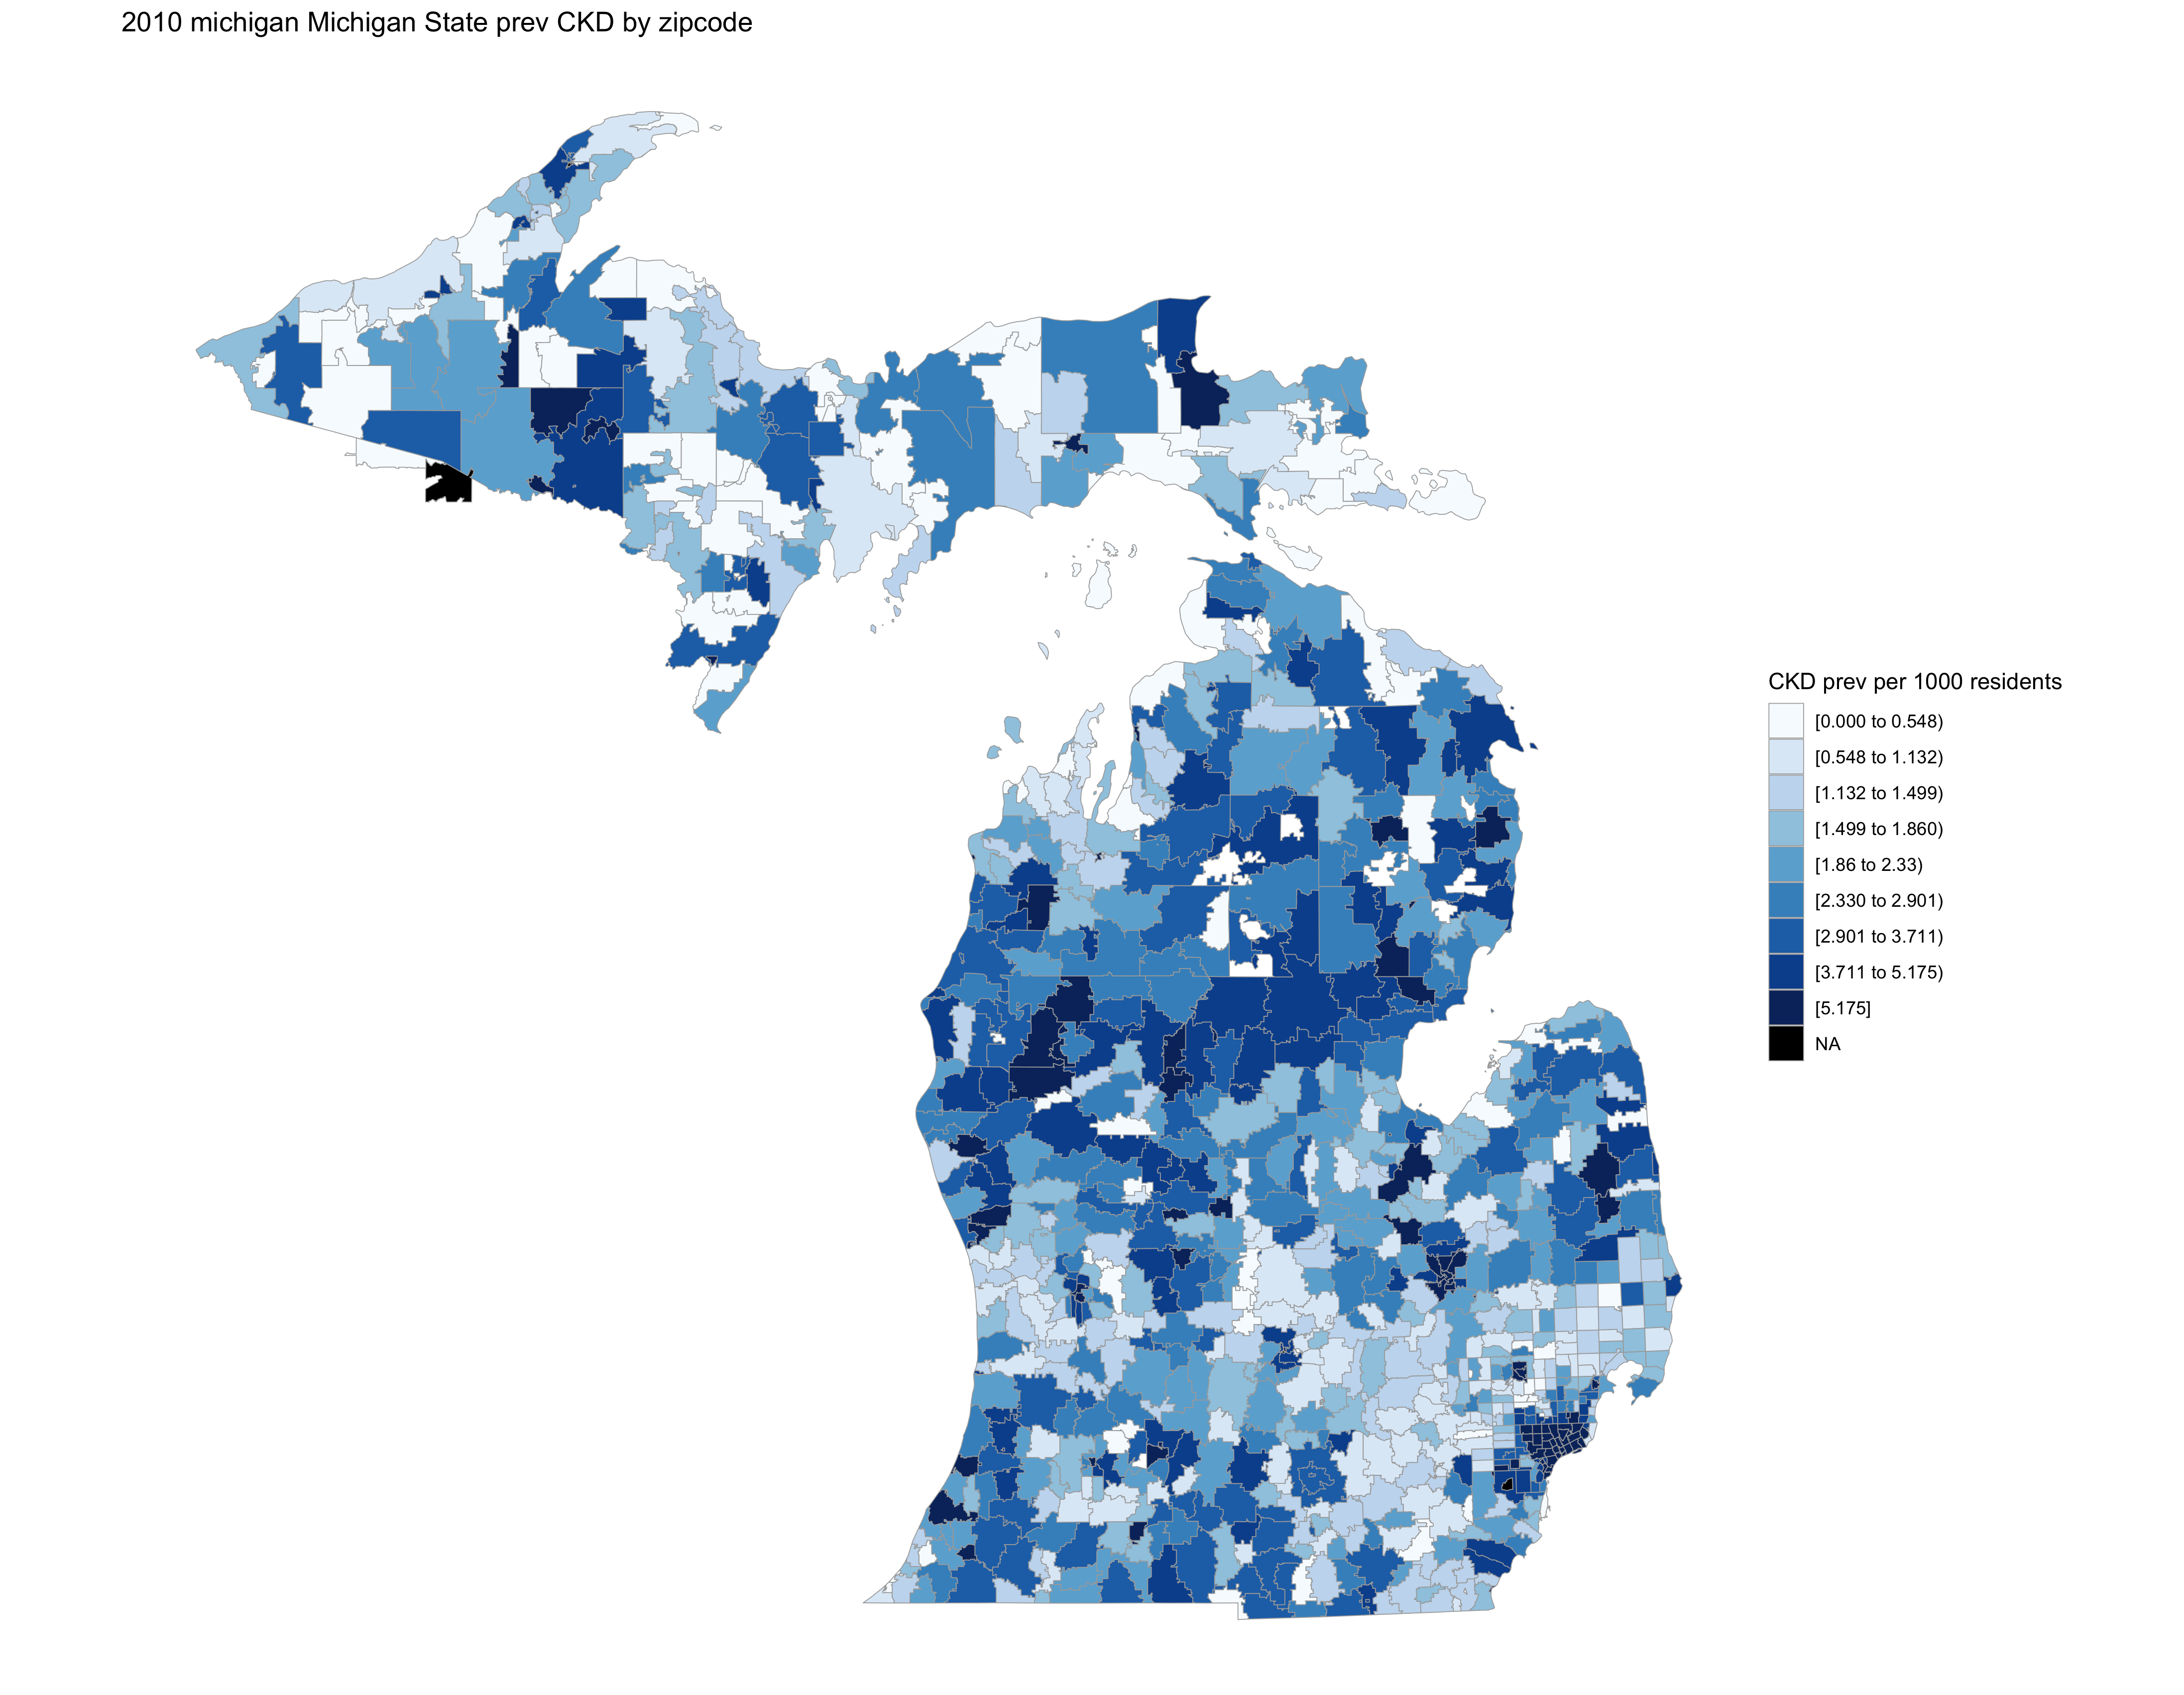 2010 michigan Michigan State prev CKD by zipcode
CKD prev per 1000 residents
[0.000 to 0.548)
[0.548 to 1.132)
[1.132 to 1.499)
[1.499 to 1.860)
[1.86 to 2.33)
[2.330 to 2.901)
[2.901 to 3.711)
[3.711 to 5.175)
[5.175]
NA